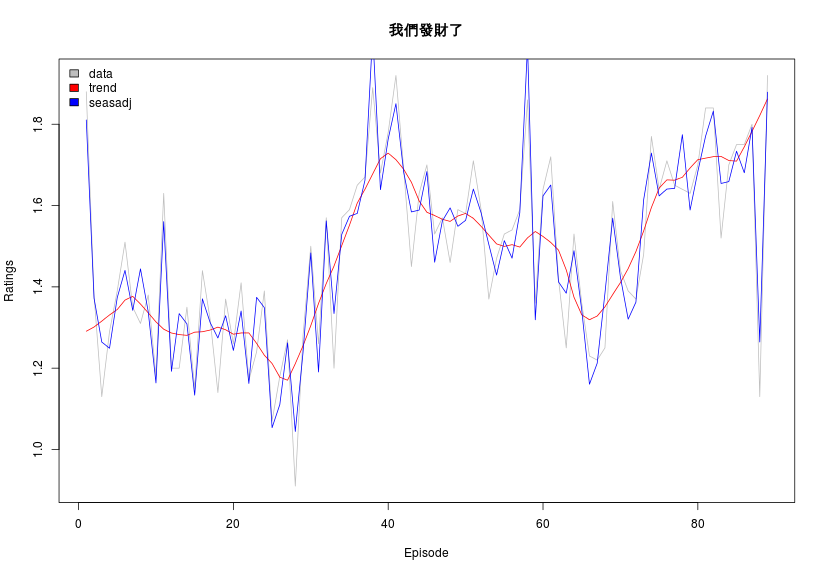 我們發財了
data
trend
seasadj
Ratings
1.8
1.6
1.4
1.2
1.0
0 20 40 60 80
Episode